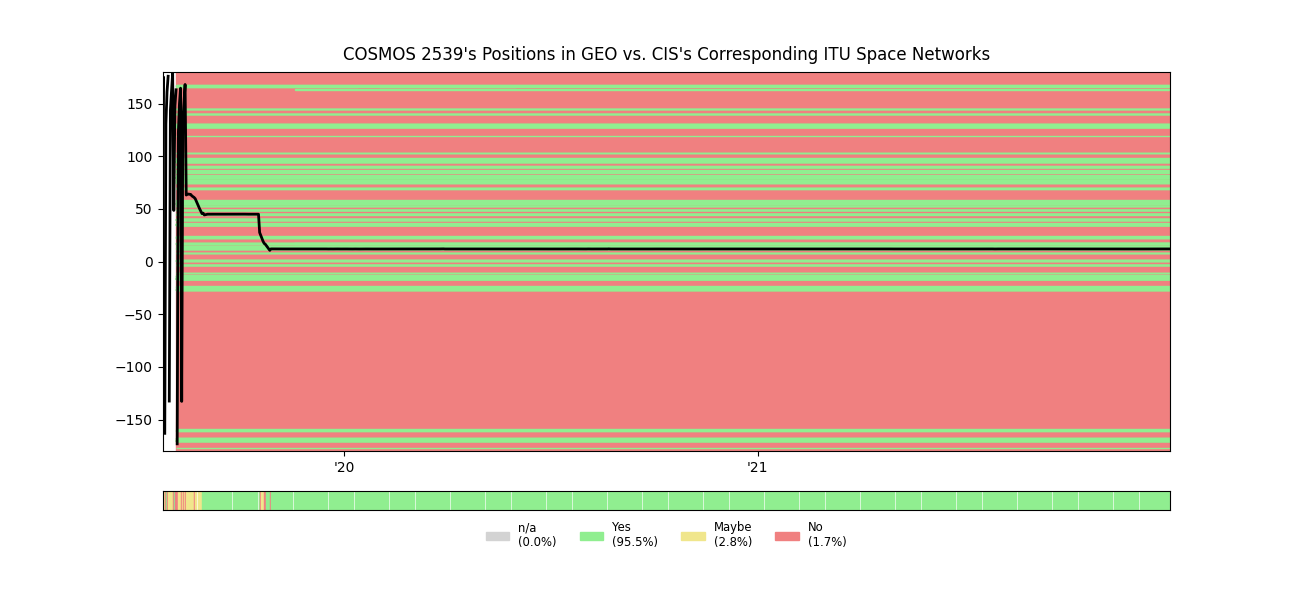 COSMOS 2539's Positions in GEO vs. CIS's Corresponding ITU Space Networks
150
100
50
0
−50
−100
−150
'20 '21
n/a Yes Maybe No
(0.0%) (95.5%) (2.8%) (1.7%)